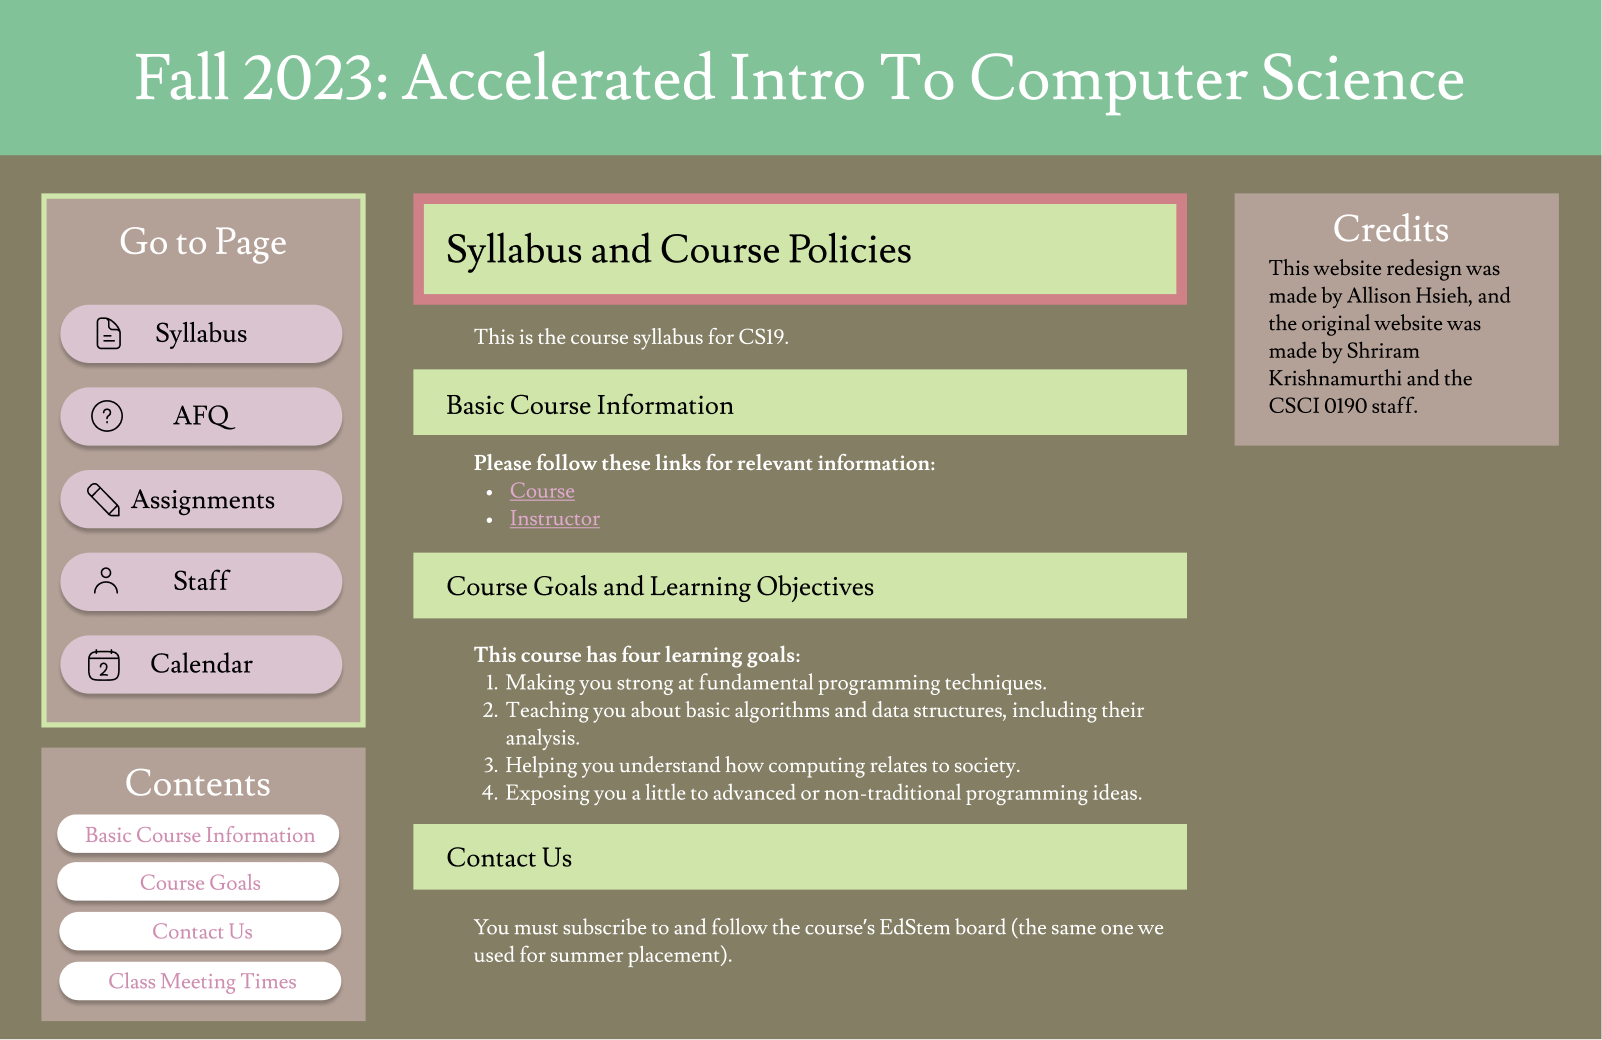 Fall 2023: Accelerated Intro To Computer Science
Go to Page
Syllabus
AFQ
Assignments
Staff
2
Calendar
Contents
Basic Course Information
Course Goals
Contact Us
Class Meeting Times
Syllabus and Course Policies
This is the course syllabus for CS19.
Basic Course Information
Please follow these links for relevant information:
• Course
• Instructor
Course Goals and Learning Objectives
This course has four learning goals:
1. Making you strong at fundamental programming techniques.
2. Teaching you about basic algorithms and data structures, including their
analysis.
3. Helping you understand how computing relates to society.
4. Exposing you a little to advanced or non-traditional programming ideas.
Contact Us
You must subscribe to and follow the course's EdStem board (the same one we
used for summer placement).
Credits
This website redesign was
made by Allison Hsieh, and
the original website was
made by Shriram
Krishnamurthi and the
CSCI 0190 staff.